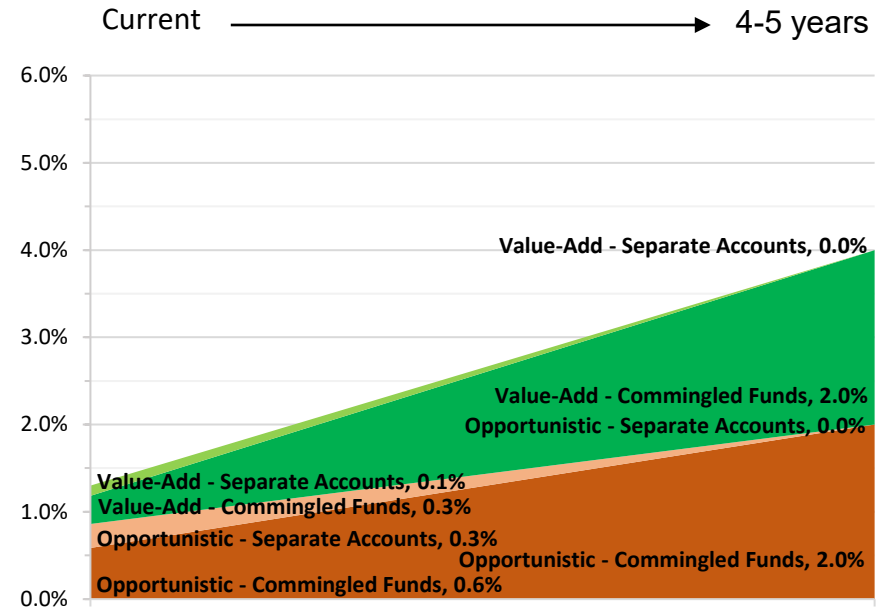 Current 4-5 years
6.0%
5.0%
4.0%
Value-Add - Separate Accounts, 0.0%
3.0%
Value-Add - Commingled Funds, 2.0%
2.0%
Opportunistic - Separate Accounts, 0.0%
Value-Add - Separate Accounts, 0.1%
Value-Add - Commingled Funds, 0.3%
1.0%
Opportunistic - Separate Accounts, 0.3%
Opportunistic - Commingled Funds, 2.0%
Opportunistic - Commingled Funds, 0.6%
0.0%